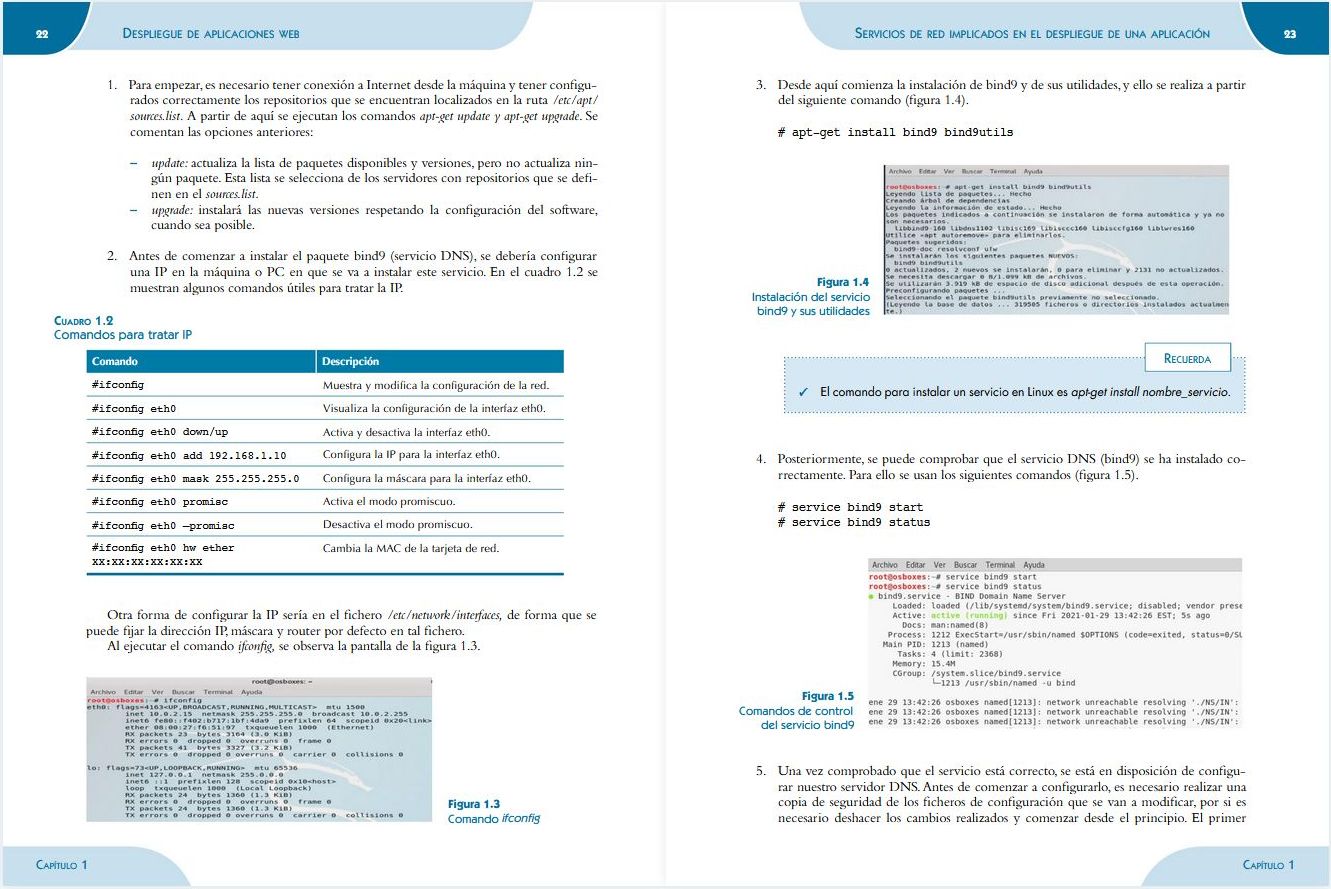 22
DESPLIEGUE DE APLICACIONES WEB
1. Para empezar, es necesario tener conexión a Internet desde la máquina y tener configu-
rados correctamente los repositorios que se encuentran localizados en la ruta /etc/apt/
sources.list. A partir de aquí se ejecutan los comandos apt-get update y apt-get upgrade. Se
comentan las opciones anteriores:
– update: actualiza la lista de paquetes disponibles y versiones, pero no actualiza nin-
gún paquete. Esta lista se selecciona de los servidores con repositorios que se defi-
nen en el sources.list.
– upgrade: instalará las nuevas versiones respetando la configuración del software,
cuando sea posible.
2. Antes de comenzar a instalar el paquete bind9 (servicio DNS), se debería configurar
una IP en la máquina o PC en que se va a instalar este servicio. En el cuadro 1.2 se
muestran algunos comandos útiles para tratar la IP.
CUADRO 1.2
Comandos para tratar IP
Comando Descripción
#ifconfig Muestra y modifica la configuración de la red.
#ifconfig eth0 Visualiza la configuración de la interfaz eth0.
#ifconfig eth0 down/up Activa y desactiva la interfaz eth0.
#ifconfig eth0 add 192.168.1.10 Configura la IP para la interfaz eth0.
#ifconfig eth0 mask 255.255.255.0 Configura la máscara para la interfaz eth0.
#ifconfig eth0 promisc Activa el modo promiscuo.
#ifconfig eth0 –promisc Desactiva el modo promiscuo.
#ifconfig eth0 hw ether Cambia la MAC de la tarjeta de red.
XX:XX:XX:XX:XX:XX
Otra forma de configurar la IP sería en el fichero /etc/network/interfaces, de forma que se
puede fijar la dirección IP, máscara y router por defecto en tal fichero.
Al ejecutar el comando ifconfig, se observa la pantalla de la figura 1.3.
root@osboxes: ~
Archivo Editar Ver Buscar Terminal Ayuda
root@osboxes:~# ifconfig
eth0: flags=4163<UP,BROADCAST,RUNNING,MULTICAST> mtu 1500
inet 10.0.2.15 netmask 255.255.255.0 broadcast 10.0.2.255
inet6 fe80::f402:b717:1bf:4da9 prefixlen 64 scopeid 0x20<link>
ether 08:00:27:f6:51:97 txqueuelen 1000 (Ethernet)
RX packets 23 bytes 3164 (3.0 KiB)
RX errors 0 dropped 0 overruns 0 frame 0
TX packets 41 bytes 3327 (3.2 KiB)
TX errors 0 dropped 0 overruns 0 carrier 0 collisions 0
lo: flags=73<UP,LOOPBACK,RUNNING> mtu 65536
inet 127.0.0.1 netmask 255.0.0.0
inet6 ::1 prefixlen 128 scopeid 0x10<host>
loop txqueuelen 1000 (Local Loopback)
RX packets 24 bytes 1360 (1.3 KiB)
RX errors 0 dropped 0 overruns 0 frame 0
TX packets 24 bytes 1360 (1.3 KiB)
TX errors 0 dropped 0 overruns 0 carrier 0 collisions 0
Figura 1.3
Comando ifconfig
CAPÍTULO 1
SERVICIOS DE RED IMPLICADOS EN EL DESPLIEGUE DE UNA APLICACIÓN
23
3. Desde aquí comienza la instalación de bind9 y de sus utilidades, y ello se realiza a partir
del siguiente comando (figura 1.4).
# apt-get install bind9 bind9utils
Archivo Editar Ver Buscar Terminal Ayuda
root@osboxes:~# apt-get install bind9 bind9utils
Leyendo lista de paquetes... Hecho
Creando árbol de dependencias
Leyendo la información de estado... Hecho
Los paquetes indicados a continuación se instalaron de forma automática y ya no
son necesarios.
libbind9-160 libdns1102 libisc169 libisccc160 libisccfg160 liblwres160
Utilice «apt autoremove» para eliminarlos.
Paquetes sugeridos:
bind9-doc resolvconf ufw
Se instalarán los siguientes paquetes NUEVOS:
bind9 bind9utils
0 actualizados, 2 nuevos se instalarán, 0 para eliminar y 2131 no actualizados.
Se necesita descargar 0 B/1.099 kB de archivos.
Se utilizarán 3.919 kB de espacio de disco adicional después de esta operación.
Preconfigurando paquetes ...
Seleccionando el paquete bind9utils previamente no seleccionado.
(Leyendo la base de datos ... 319505 ficheros o directorios instalados actualmen
te.)
Figura 1.4
Instalación del servicio
bind9 y sus utilidades
RECUERDA
✓ El comando para instalar un servicio en Linux es apt-get install nombre_servicio.
4. Posteriormente, se puede comprobar que el servicio DNS (bind9) se ha instalado co-
rrectamente. Para ello se usan los siguientes comandos (figura 1.5).
# service bind9 start
# service bind9 status
Archivo Editar Ver Buscar Terminal Ayuda
root@osboxes:~# service bind9 start
root@osboxes:~# service bind9 status
● bind9.service - BIND Domain Name Server
Loaded: loaded (/lib/systemd/system/bind9.service; disabled; vendor prese
Active: active (running) since Fri 2021-01-29 13:42:26 EST; 5s ago
Docs: man:named(8)
Process: 1212 ExecStart=/usr/sbin/named $OPTIONS (code=exited, status=0/SU
Main PID: 1213 (named)
Tasks: 4 (limit: 2368)
Memory: 15.4M
CGroup: /system.slice/bind9.service
└─1213 /usr/sbin/named -u bind
ene 29 13:42:26 osboxes named[1213]: network unreachable resolving './NS/IN':
ene 29 13:42:26 osboxes named[1213]: network unreachable resolving './NS/IN':
ene 29 13:42:26 osboxes named[1213]: network unreachable resolving './NS/IN':
Figura 1.5
Comandos de control
del servicio bind9
5. Una vez comprobado que el servicio está correcto, se está en disposición de configu-
rar nuestro servidor DNS. Antes de comenzar a configurarlo, es necesario realizar una
copia de seguridad de los ficheros de configuración que se van a modificar, por si es
necesario deshacer los cambios realizados y comenzar desde el principio. El primer
CAPÍTULO 1